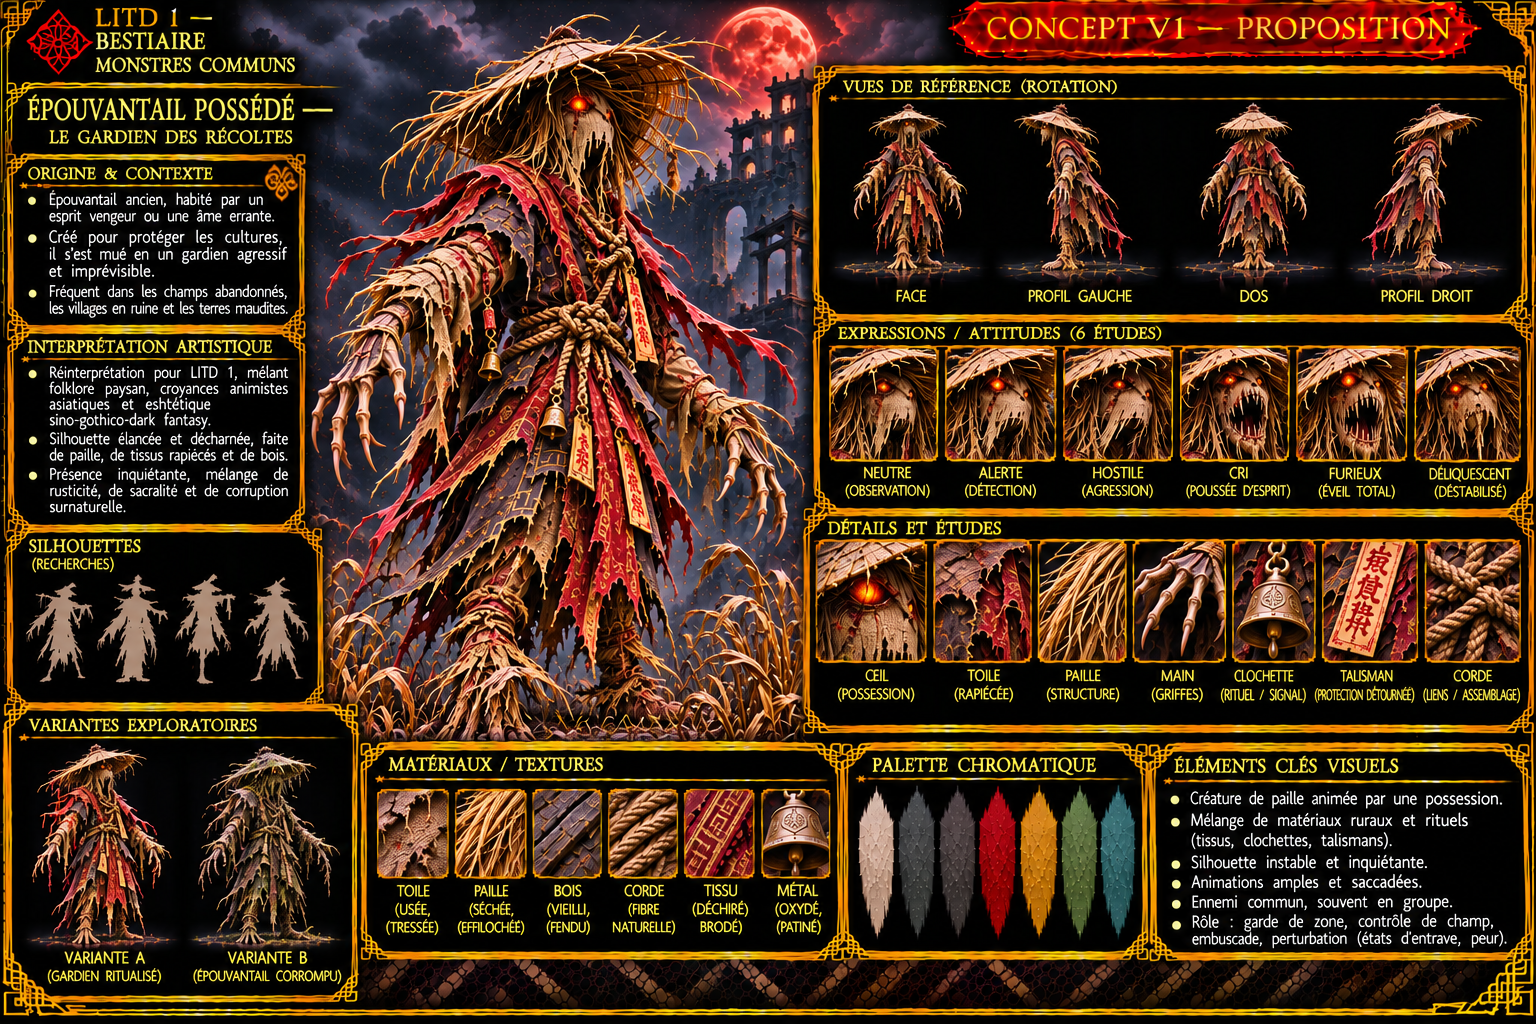 LITD 1 —
BESTIAIRE
MONSTRES COMMUNS
ÉPOUVANTAIL POSSÉDÉ —
LE GARDIEN DES RÉCOLTES
ORIGINE & CONTEXTE
Épouvantail ancien, habité par un
esprit vengeur ou une âme errante.
Créé pour protéger les cultures,
il s'est mué en un gardien agressif
et imprévisible.
Fréquent dans les champs abandonnés,
les villages en ruine et les terres maudites.
INTERPRÉTATION ARTISTIQUE
Réinterprétation pour LITD 1, mêlant
folklore paysan, croyances animistes
asiatiques et eshtétique
sino-gothico-dark fantasy.
Silhouette élancée et décharnée, faite
de paille, de tissus rapiécés et de bois.
Présence inquiétante, mélange de
rusticité, de sacralité et de corruption
surnaturelle.
SILHOUETTES
(RECHERCHES)
VARIANTES EXPLORATOIRES
VARIANTE A
(GARDIEN RITUALISÉ)
VARIANTE B
(ÉPOUVANTAIL CORROMPU)
CONCEPT V1 — PROPOSITION
VUES DE RÉFÉRENCE (ROTATION)
FACE
PROFIL GAUCHE
DOS
PROFIL DROIT
EXPRESSIONS / ATTITUDES (6 ÉTUDES)
NEUTRE
(OBSERVATION)
ALERTE
(DÉTECTION)
HOSTILE
(AGRESSION)
CRI
(POUSSÉE D'ESPRIT)
FURIEUX
(ÉVEIL TOTAL)
DÉLIQUESCENT
(DÉSTABILISÉ)
DÉTAILS ET ÉTUDES
ŒIL
(POSSESSION)
TOILE
(RAPIÉCÉE)
PAILLE
(STRUCTURE)
MAIN
(GRIFFES)
CLOCHETTE
(RITUEL / SIGNAL)
TALISMAN
(PROTECTION DÉTOURNÉE)
CORDE
(LIENS / ASSEMBLAGE)
MATÉRIAUX / TEXTURES
TOILE
(USÉE,
TRESSÉE)
PAILLE
(SÉCHÉE,
EFFILOCHÉE)
BOIS
(VIEILLI,
FENDU)
CORDE
(FIBRE
NATURELLE)
TISSU
(DÉCHIRÉ)
BRODÉ)
MÉTAL
(OXYDÉ,
PATINÉ)
PALETTE CHROMATIQUE
ÉLÉMENTS CLÉS VISUELS
Créature de paille animée par une possession.
Mélange de matériaux ruraux et rituels
(tissus, clochettes, talismans).
Silhouette instable et inquiétante.
Animations amples et saccadées.
Ennemi commun, souvent en groupe.
Rôle : garde de zone, contrôle de champ,
embuscade, perturbation (états d'entrave, peur).